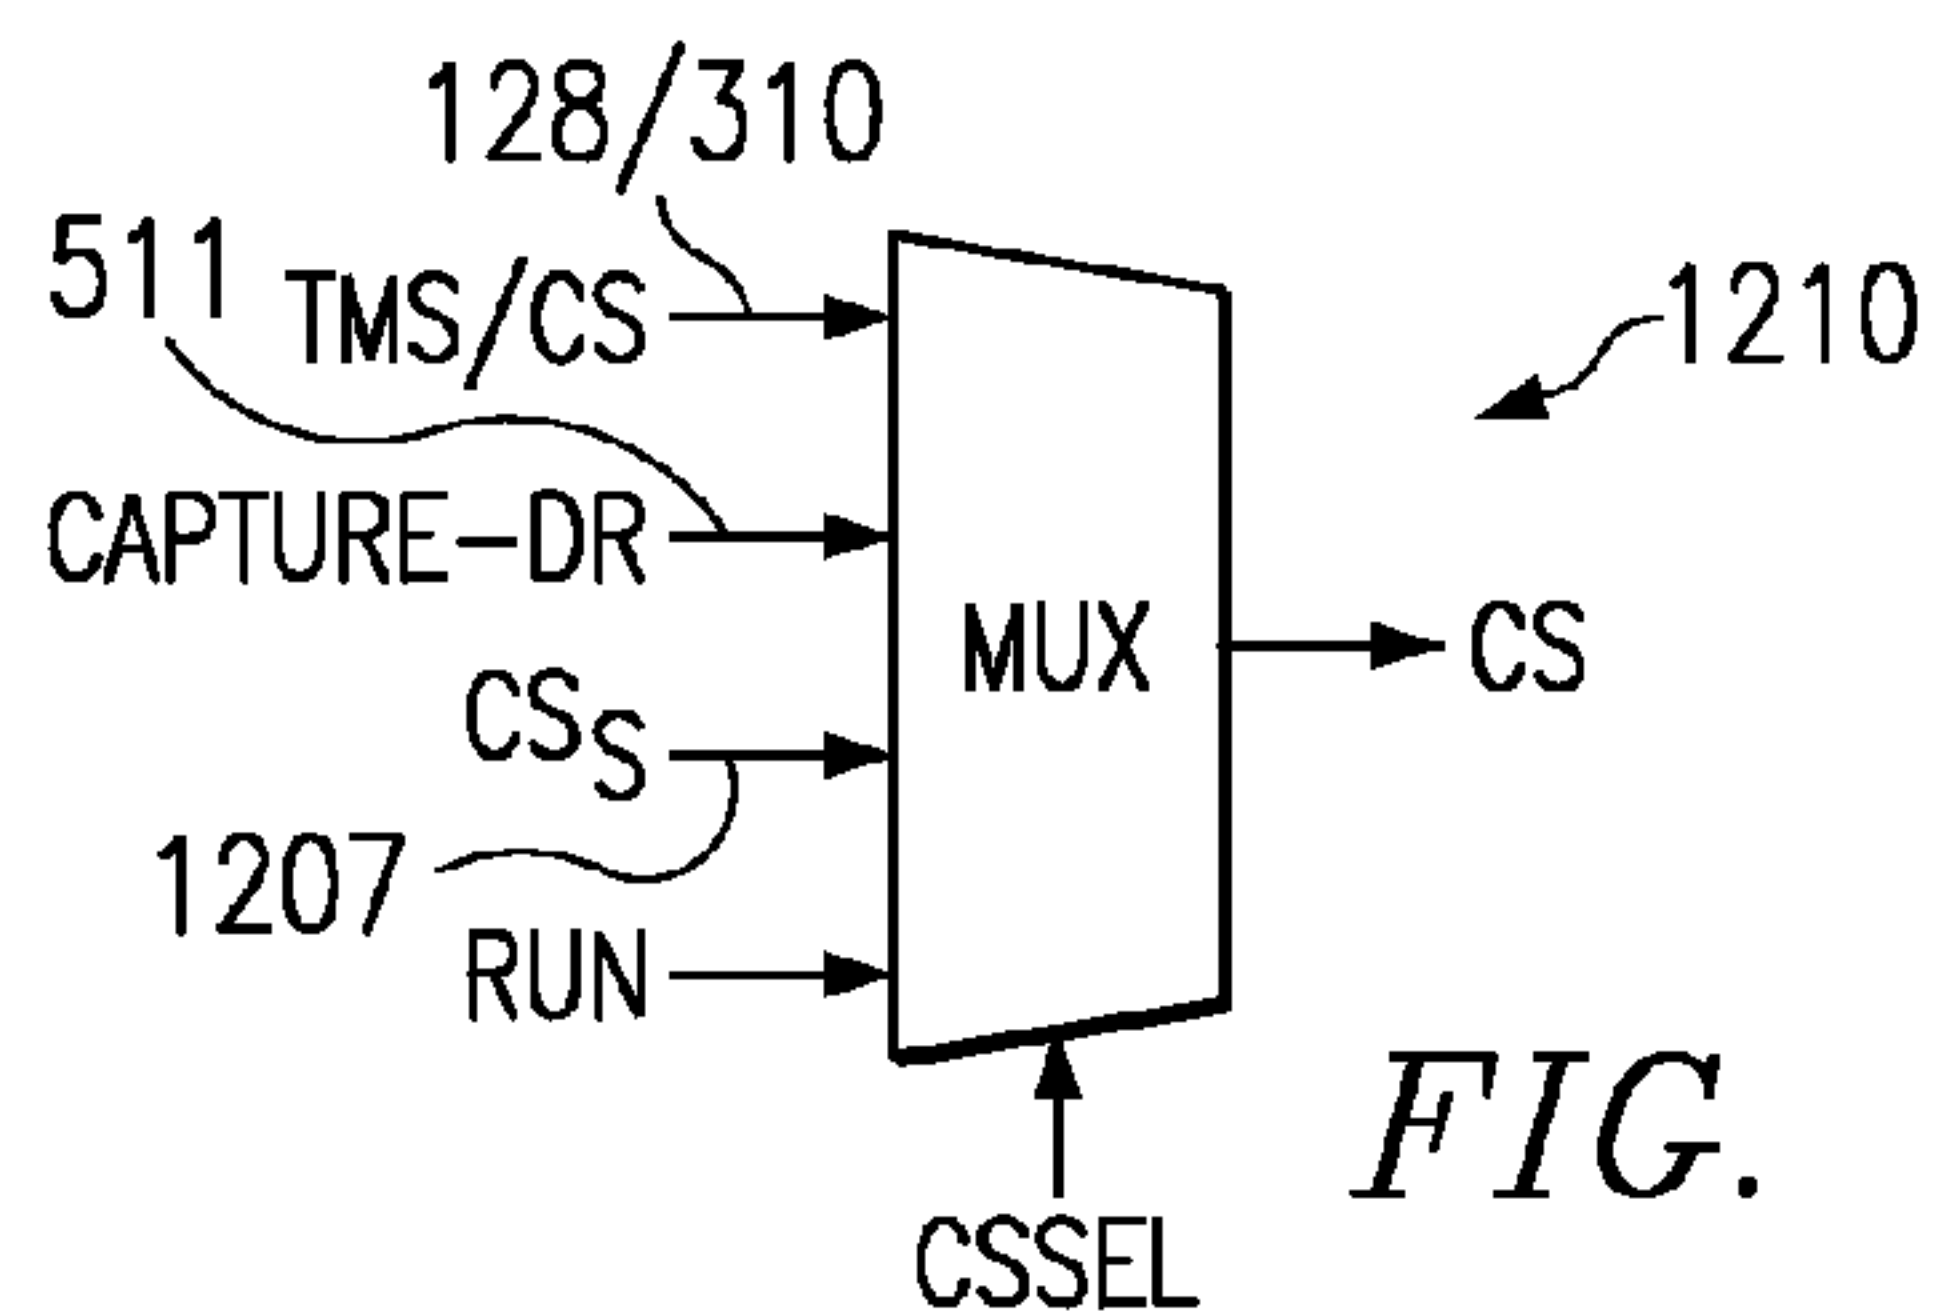 128/310
511
TMS/CS
1210
CAPTURE-DR
MUX
CS
CSS
1207
RUN
FIG.
CSSEL